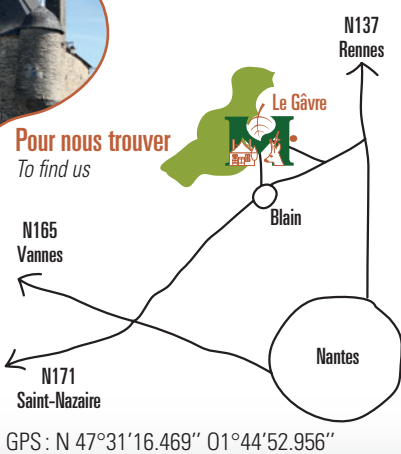 N137
Rennes
Le Gâvre
Pour nous trouver
To find us
Blain
N165
Vannes
Nantes
N171
Saint-Nazaire
GPS : N 47°31’16.469’’ O1°44’52.956’’